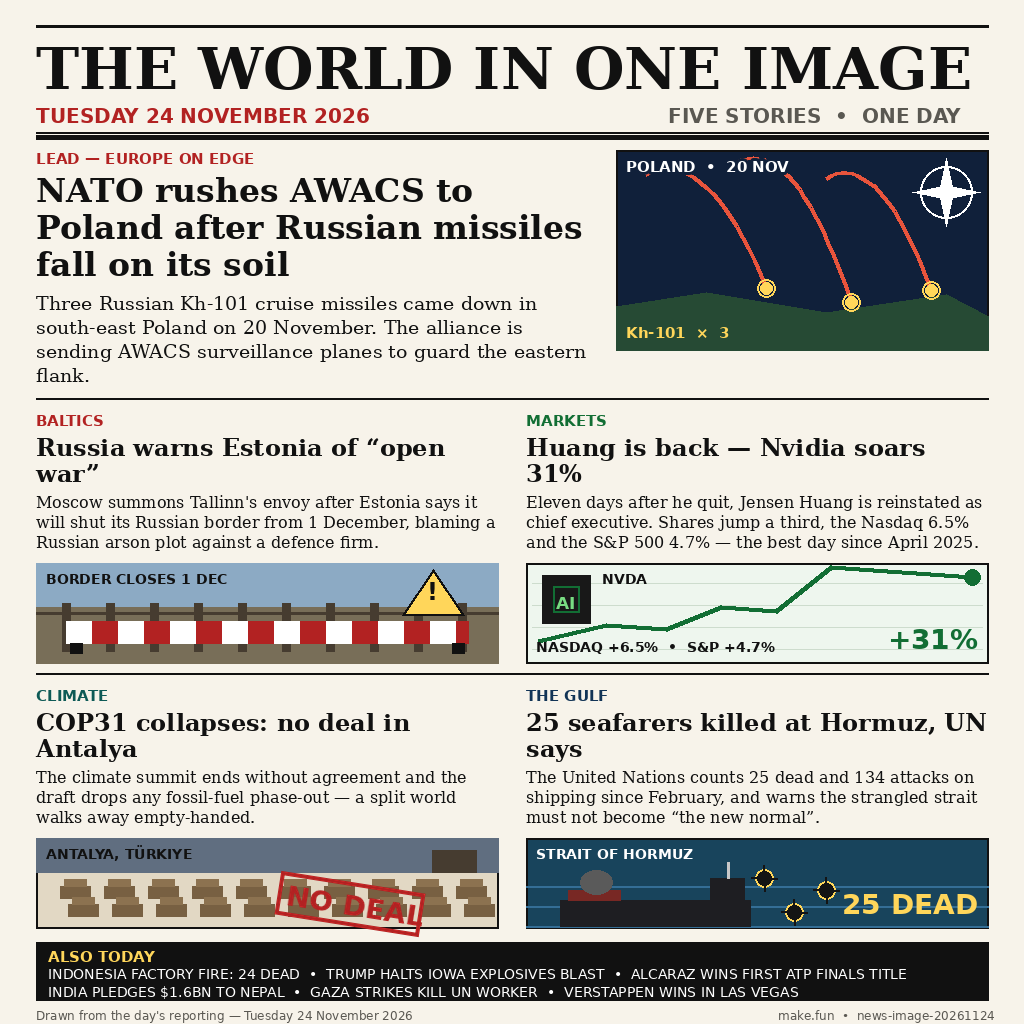 THE WORLD IN ONE IMAGE
TUESDAY 24 NOVEMBER 2026
FIVE STORIES • ONE DAY
LEAD — EUROPE ON EDGE
NATO rushes AWACS to
Poland after Russian missiles
fall on its soil
Three Russian Kh-101 cruise missiles came down in
south-east Poland on 20 November. The alliance is
sending AWACS surveillance planes to guard the eastern
flank.
POLAND • 20 NOV
Kh-101 × 3
BALTICS
Russia warns Estonia of “open
war”
Moscow summons Tallinn's envoy after Estonia says it
will shut its Russian border from 1 December, blaming a
Russian arson plot against a defence firm.
BORDER CLOSES 1 DEC
!
MARKETS
Huang is back — Nvidia soars
31%
Eleven days after he quit, Jensen Huang is reinstated as
chief executive. Shares jump a third, the Nasdaq 6.5%
and the S&P 500 4.7% — the best day since April 2025.
NVDA
AI
NASDAQ +6.5% • S&P +4.7%
+31%
CLIMATE
COP31 collapses: no deal in
Antalya
The climate summit ends without agreement and the
draft drops any fossil-fuel phase-out — a split world
walks away empty-handed.
ANTALYA, TÜRKIYE
NO DEAL
THE GULF
25 seafarers killed at Hormuz, UN
says
The United Nations counts 25 dead and 134 attacks on
shipping since February, and warns the strangled strait
must not become “the new normal”.
STRAIT OF HORMUZ
25 DEAD
ALSO TODAY
INDONESIA FACTORY FIRE: 24 DEAD • TRUMP HALTS IOWA EXPLOSIVES BLAST • ALCARAZ WINS FIRST ATP FINALS TITLE
INDIA PLEDGES $1.6BN TO NEPAL • GAZA STRIKES KILL UN WORKER • VERSTAPPEN WINS IN LAS VEGAS
Drawn from the day's reporting — Tuesday 24 November 2026
make.fun • news-image-20261124